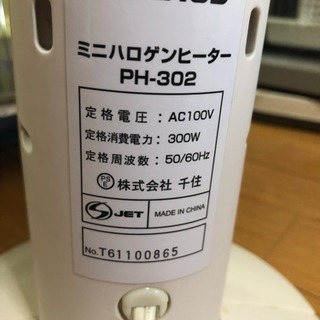 ミニハロゲンヒーター
PH-302
定格電圧：AC100V
定格消費電力：300W
定格周波数：50/60Hz
PSE 株式会社 千住
S JET MADE IN CHINA
No.T61100865